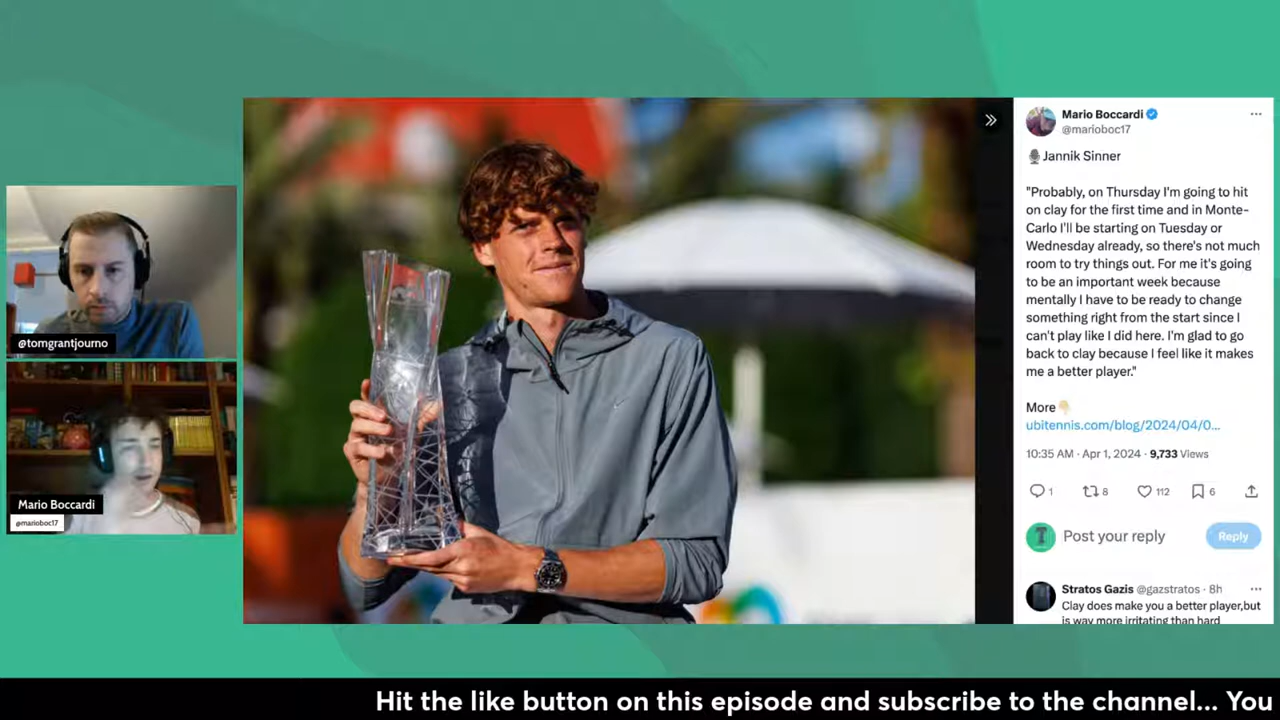 @tomgrantjourno
Mario Boccardi
@marioboc17
Mario Boccardi
@marioboc17
Jannik Sinner
"Probably, on Thursday I'm going to hit
on clay for the first time and in Monte-
Carlo I'll be starting on Tuesday or
Wednesday already, so there's not much
room to try things out. For me it's going
to be an important week because
mentally I have to be ready to change
something right from the start since I
can't play like I did here. I'm glad to go
back to clay because I feel like it makes
me a better player."
More
ubitennis.com/blog/2024/04/0...
10:35 AM · Apr 1, 2024 · 9,733 Views
1 8 112 6
Post your reply
Reply
Stratos Gazis @gazstratos · 8h
Clay does make you a better player,but
is way more irritating than hard
Hit the like button on this episode and subscribe to the channel... You